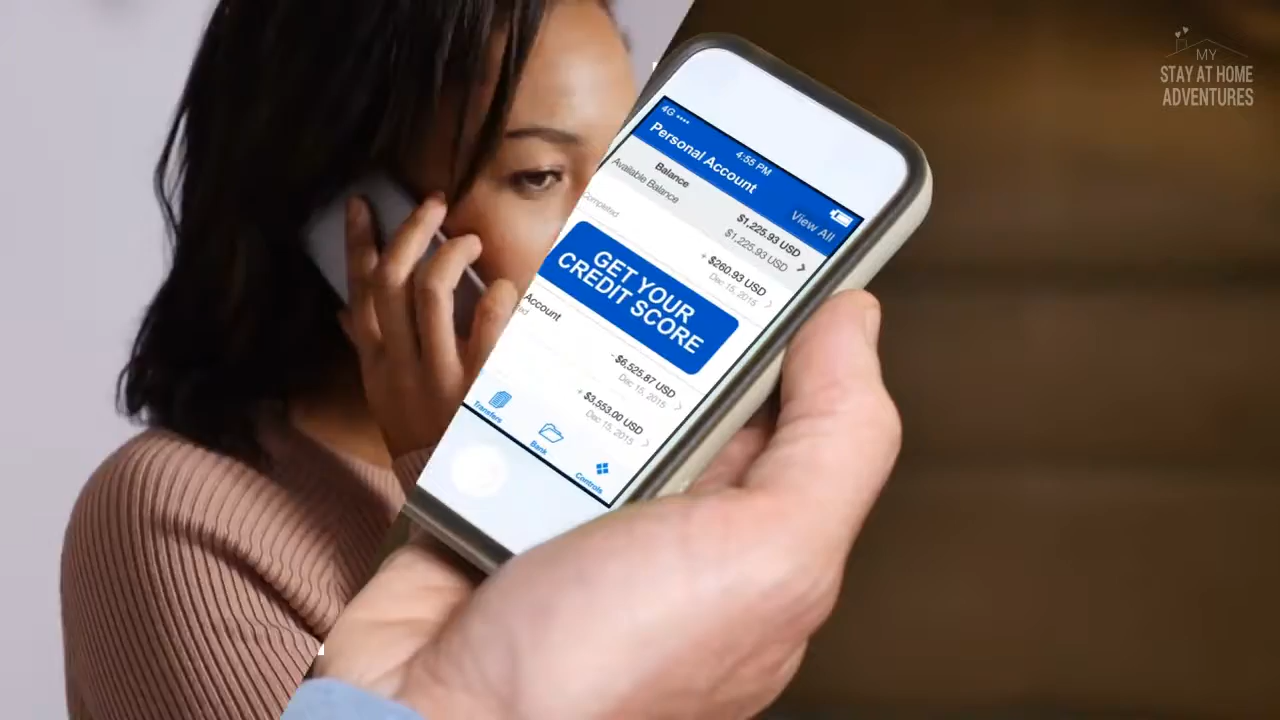 MY
STAY AT HOME
ADVENTURES
4G
4:55 PM
Personal Account
View All
Balance
$1,225.93 USD
Available Balance
$1,225.93 USD
Completed
+ $260.93 USD
Dec 15, 2015
GET YOUR
CREDIT SCORE
Account
- $6,525.87 USD
Dec 15, 2015
+ $3,553.00 USD
Dec 15, 2015
Transfers
Bank
Controls